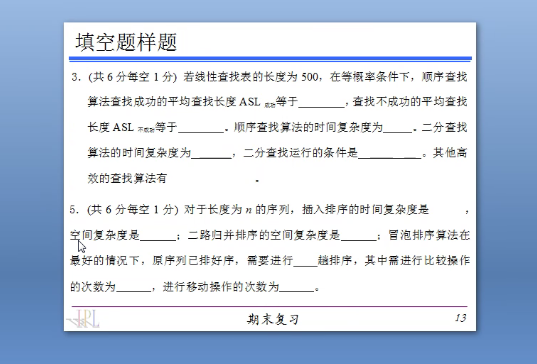 填空题样题
3. (共 6 分每空 1 分) 若线性查找表的长度为 500，在等概率条件下，顺序查找
算法查找成功的平均查找长度 ASL 成功等于________，查找不成功的平均查找
长度 ASL 不成功等于________。顺序查找算法的时间复杂度为_____。二分查找
算法的时间复杂度为_______，二分查找运行的条件是___________。其他高
效的查找算法有 。
5. (共 6 分每空 1 分) 对于长度为 n 的序列，插入排序的时间复杂度是 ，
空间复杂度是______；二路归并排序的空间复杂度是______；冒泡排序算法在
最好的情况下，原序列已排好序，需要进行____趟排序，其中需进行比较操作
的次数为______，进行移动操作的次数为______。
期末复习
13